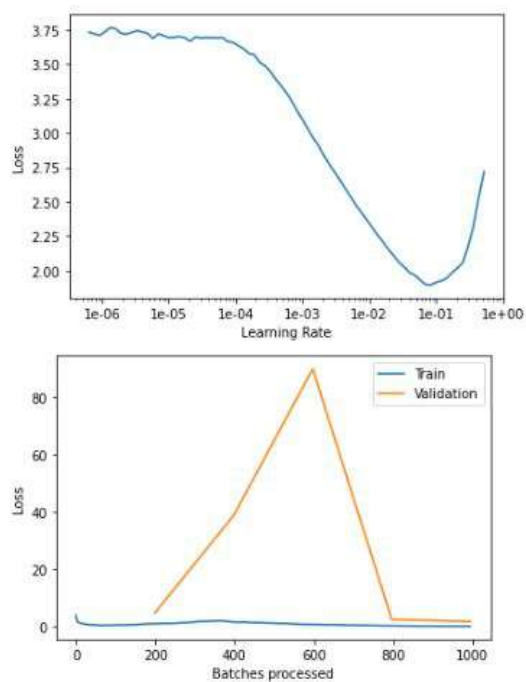 3.75
3.50
3.25
3.00
2.75
2.50
2.25
2.00
Loss
1e-06 1e-05 1e-04 1e-03 1e-02 1e-01 1e+00
Learning Rate
Train
Validation
80
60
40
20
0
Loss
0 200 400 600 800 1000
Batches processed